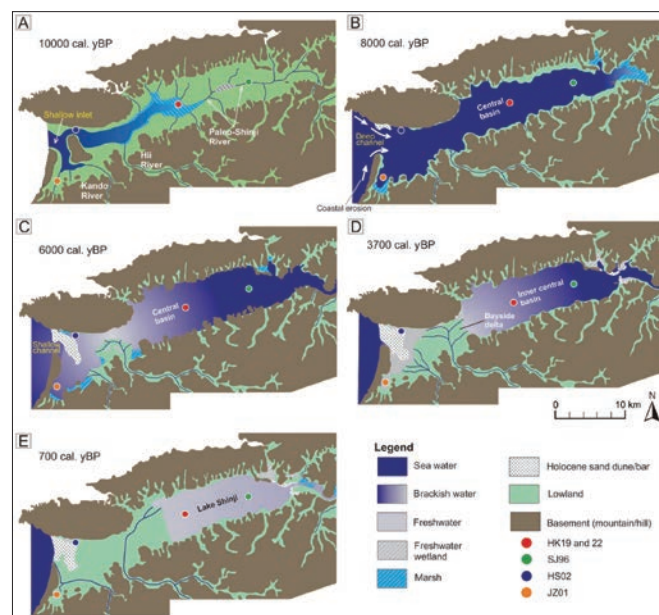 A
10000 cal. yBP
Shallow Inlet
Paleo-Shinji
River
Hii
River
Kando
River
B
8000 cal. yBP
Central
basin
Deep
channel
Coastal erosion
C
6000 cal. yBP
Central
basin
Shallow
channel
D
3700 cal. yBP
Inner central
basin
Bayside
delta
0 10 km
N
E
700 cal. yBP
Lake Shinji
Legend
Sea water
Brackish water
Freshwater
Freshwater
wetland
Marsh
Holocene sand dune/bar
Lowland
Basement (mountain/hill)
HK19 and 22
SJ96
HS02
JZ01